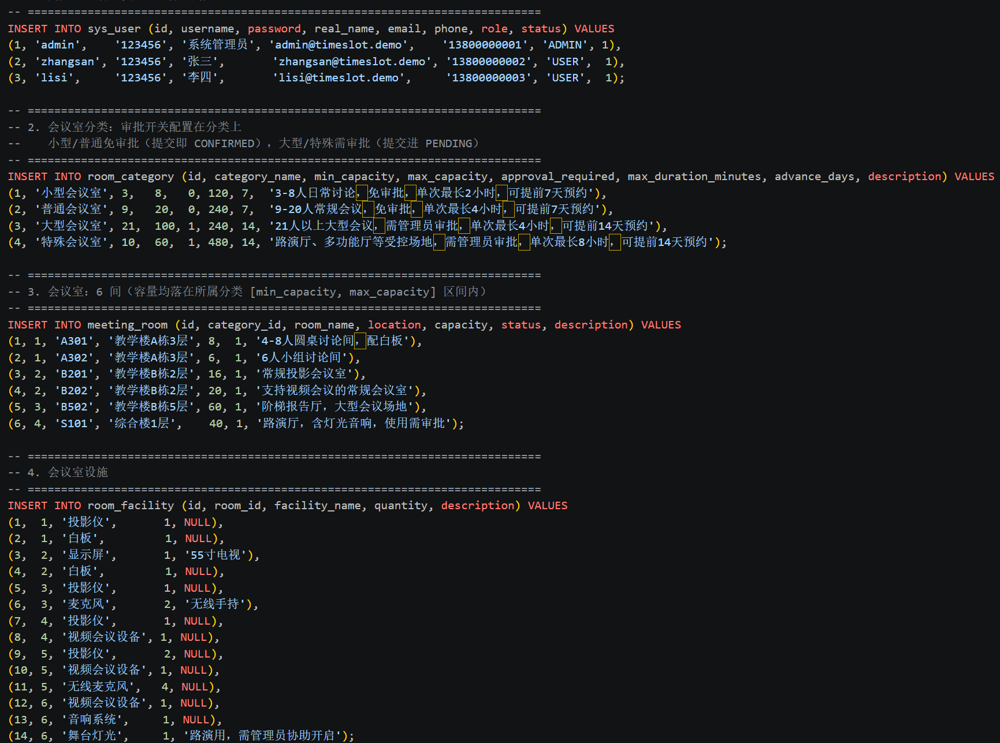 -- =============================================================================
INSERT INTO sys_user (id, username, password, real_name, email, phone, role, status) VALUES
(1, 'admin',    '123456', '系统管理员', 'admin@timeslot.demo',    '13800000001', 'ADMIN', 1),
(2, 'zhangsan', '123456', '张三',       'zhangsan@timeslot.demo', '13800000002', 'USER',  1),
(3, 'lisi',     '123456', '李四',       'lisi@timeslot.demo',     '13800000003', 'USER',  1);
-- =============================================================================
-- 2. 会议室分类：审批开关配置在分类上
--    小型/普通免审批（提交即 CONFIRMED），大型/特殊需审批（提交进 PENDING）
-- =============================================================================
INSERT INTO room_category (id, category_name, min_capacity, max_capacity, approval_required, max_duration_minutes, advance_days, description) VALUES
(1, '小型会议室', 3,   8,   0, 120, 7,  '3-8人日常讨论，免审批，单次最长2小时，可提前7天预约'),
(2, '普通会议室', 9,   20,  0, 240, 7,  '9-20人常规会议，免审批，单次最长4小时，可提前7天预约'),
(3, '大型会议室', 21,  100, 1, 240, 14, '21人以上大型会议，需管理员审批，单次最长4小时，可提前14天预约'),
(4, '特殊会议室', 10,  60,  1, 480, 14, '路演厅、多功能厅等受控场地，需管理员审批，单次最长8小时，可提前14天预约');
-- =============================================================================
-- 3. 会议室：6 间（容量均落在所属分类 [min_capacity, max_capacity] 区间内）
-- =============================================================================
INSERT INTO meeting_room (id, category_id, room_name, location, capacity, status, description) VALUES
(1, 1, 'A301', '教学楼A栋3层', 8,  1, '4-8人圆桌讨论间，配白板'),
(2, 1, 'A302', '教学楼A栋3层', 6,  1, '6人小组讨论间'),
(3, 2, 'B201', '教学楼B栋2层', 16, 1, '常规投影会议室'),
(4, 2, 'B202', '教学楼B栋2层', 20, 1, '支持视频会议的常规会议室'),
(5, 3, 'B502', '教学楼B栋5层', 60, 1, '阶梯报告厅，大型会议场地'),
(6, 4, 'S101', '综合楼1层',    40, 1, '路演厅，含灯光音响，使用需审批');
-- =============================================================================
-- 4. 会议室设施
-- =============================================================================
INSERT INTO room_facility (id, room_id, facility_name, quantity, description) VALUES
(1,  1, '投影仪',       1, NULL),
(2,  1, '白板',         1, NULL),
(3,  2, '显示屏',       1, '55寸电视'),
(4,  2, '白板',         1, NULL),
(5,  3, '投影仪',       1, NULL),
(6,  3, '麦克风',       2, '无线手持'),
(7,  4, '投影仪',       1, NULL),
(8,  4, '视频会议设备', 1, NULL),
(9,  5, '投影仪',       2, NULL),
(10, 5, '视频会议设备', 1, NULL),
(11, 5, '无线麦克风',   4, NULL),
(12, 6, '视频会议设备', 1, NULL),
(13, 6, '音响系统',     1, NULL),
(14, 6, '舞台灯光',     1, '路演用，需管理员协助开启');